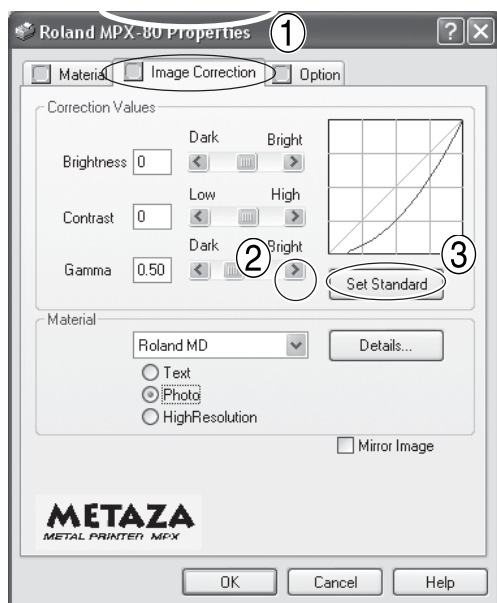 Roland MPX-80 Properties
①
Material Image Correction Option
Correction Values
Dark Bright
Brightness 0
Low High
Contrast 0
Dark Bright
②
Gamma 0.50
③
Set Standard
Material
Roland MD Details...
Text
Photo
HighResolution
Mirror Image
METAZA
METAL PRINTER MPX
OK Cancel Help